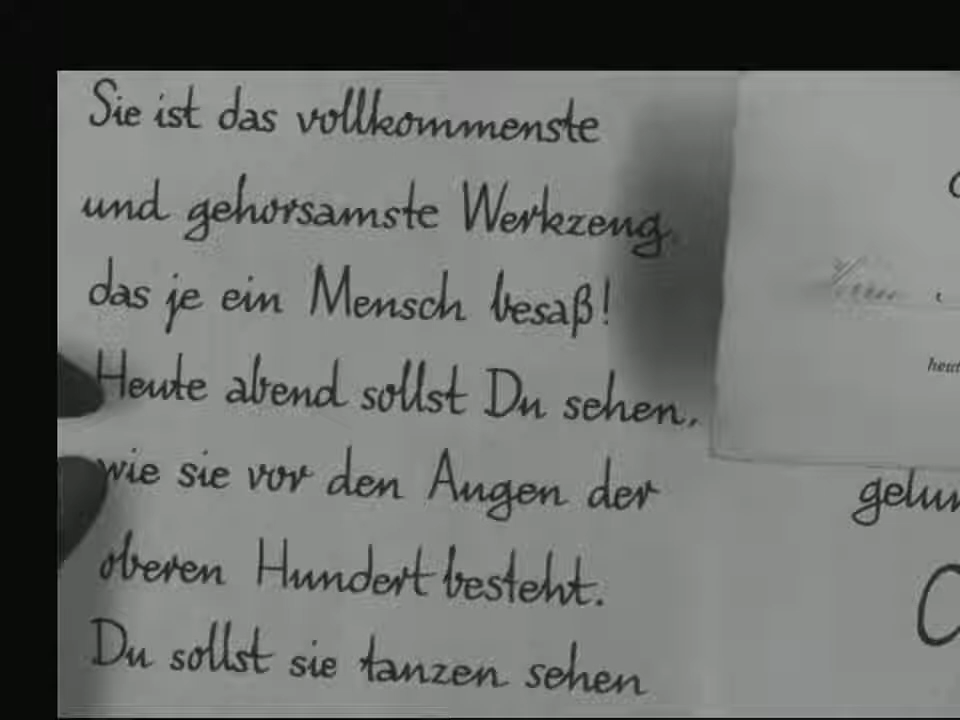 Sie ist das vollkommenste
und gehorsamste Werkzeug,
das je ein Mensch besaß!
Heute abend sollst Du sehen,
wie sie vor den Augen der
oberen Hundert besteht.
Du sollst sie tanzen sehen